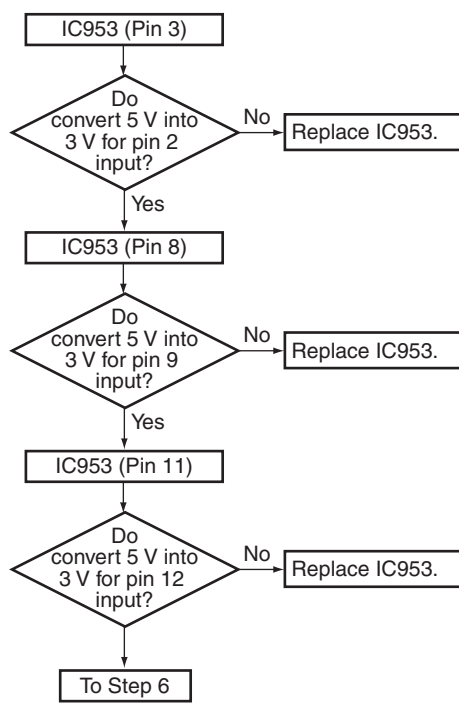 IC953 (Pin 3)
Do
convert 5 V into
3 V for pin 2
input?
No
Replace IC953.
Yes
IC953 (Pin 8)
Do
convert 5 V into
3 V for pin 9
input?
No
Replace IC953.
Yes
IC953 (Pin 11)
Do
convert 5 V into
3 V for pin 12
input?
No
Replace IC953.
To Step 6